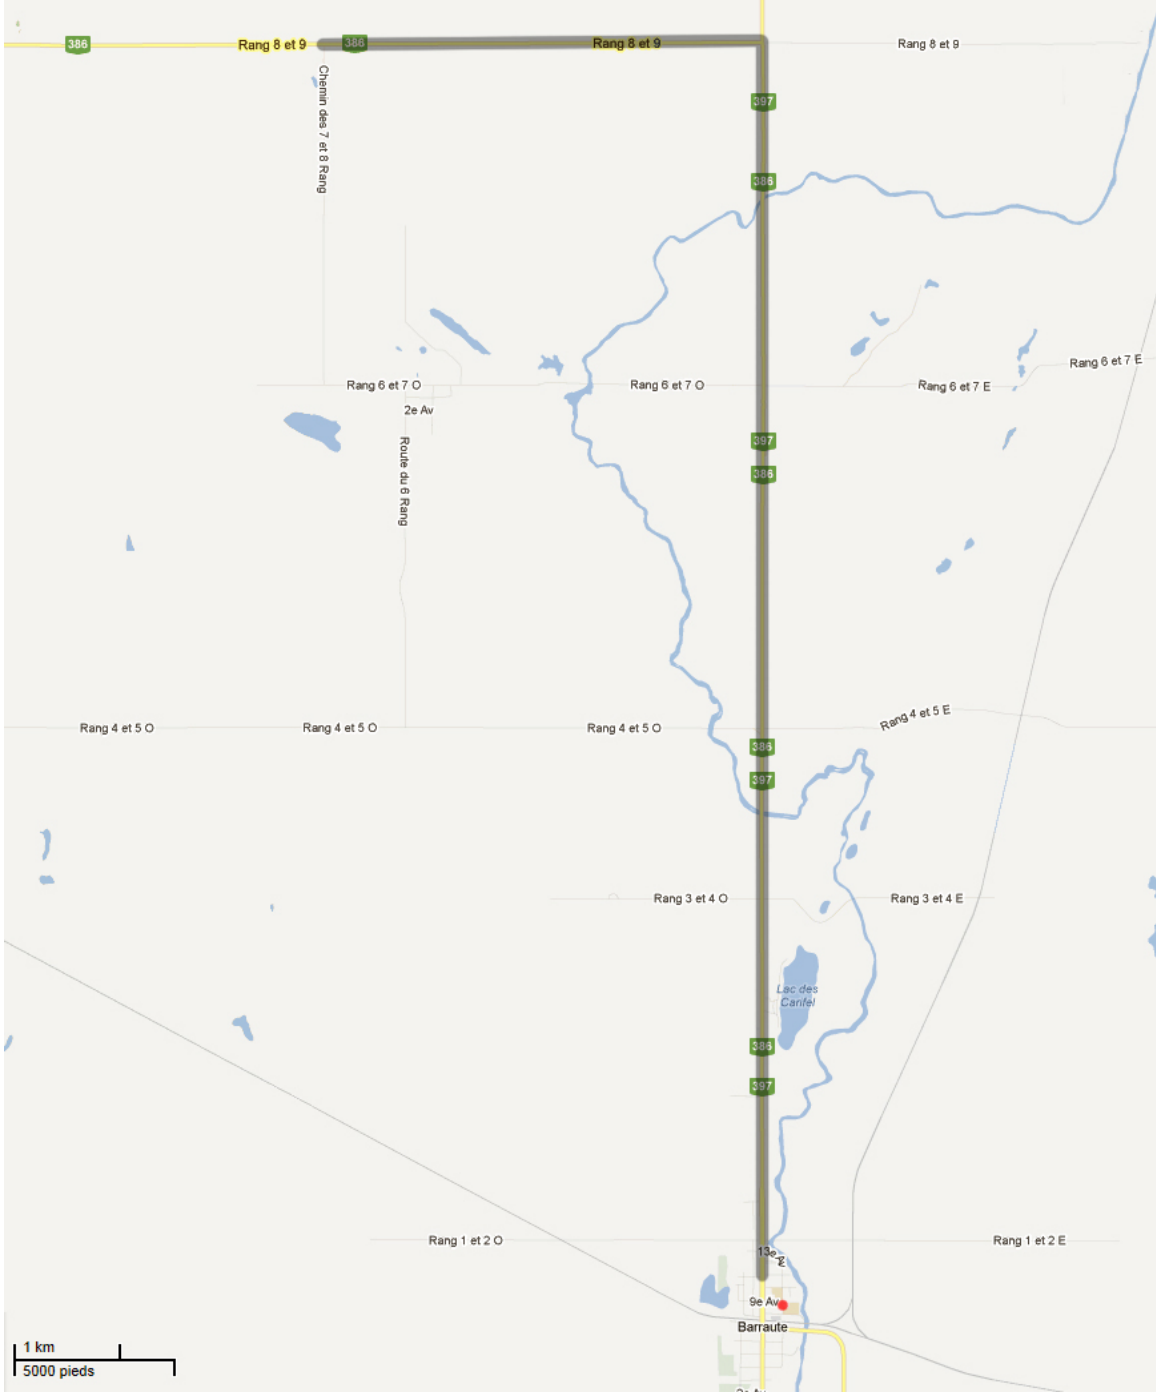 386
Rang 8 et 9
386
Rang 8 et 9
Rang 8 et 9
Chemin des 7 et 8 Rang
397
386
Rang 6 et 7 E
Rang 6 et 7 O
Rang 6 et 7 O
Rang 6 et 7 E
2e Av
Route du 6 Rang
397
386
Rang 4 et 5 E
Rang 4 et 5 O
Rang 4 et 5 O
Rang 4 et 5 O
386
397
Rang 3 et 4 O
Rang 3 et 4 E
Lac des
Canfel
386
397
Rang 1 et 2 O
Rang 1 et 2 E
13e
9e Av
Barraute
1 km
5000 pieds